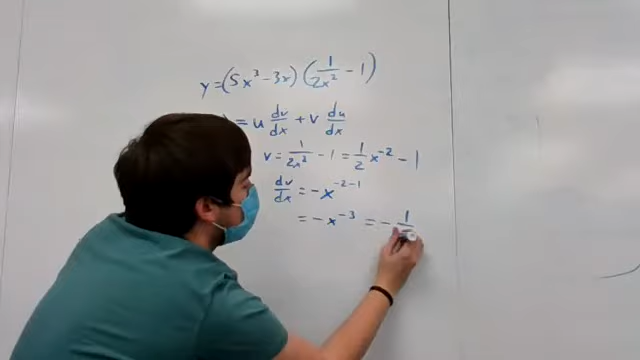 y=(5x³-3x)(1/2x²-1)
= u dv/dx + v du/dx
v = 1/2x² - 1 = 1/2 x⁻² - 1
dv/dx = -x⁻²⁻¹
= -x⁻³ = - 1/